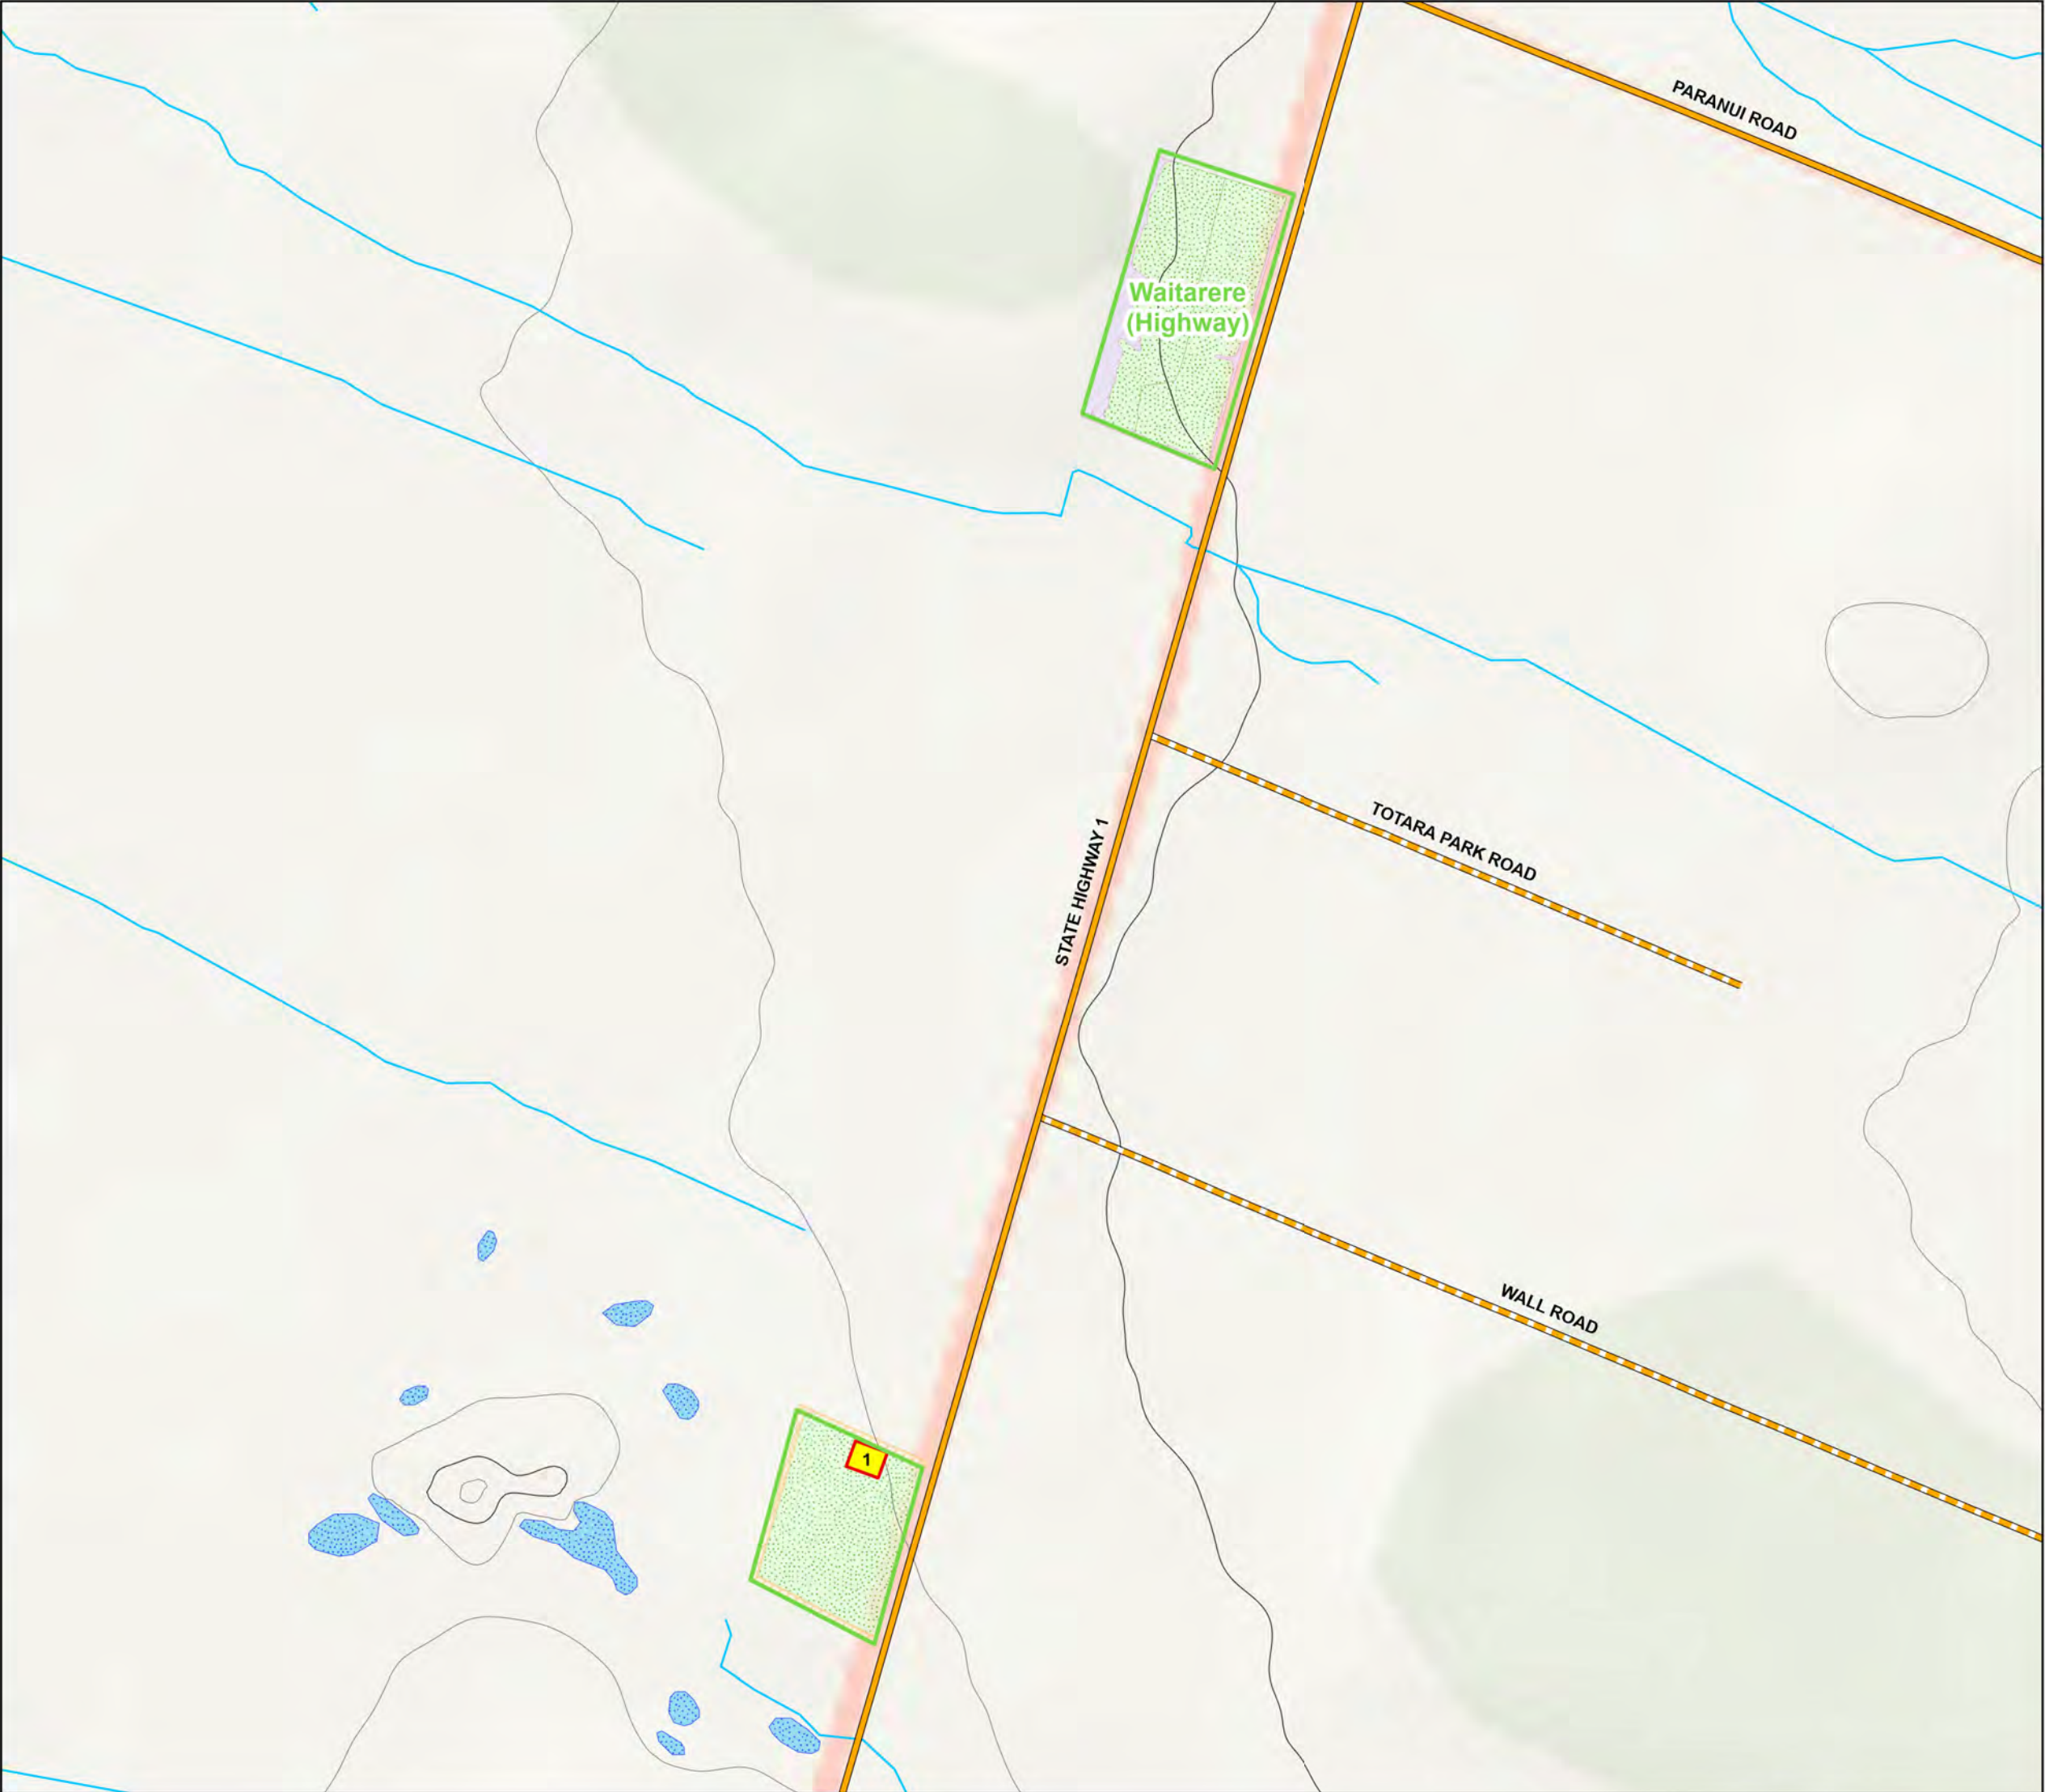 PARANUI ROAD
Waitarere
(Highway)
TOTARA PARK ROAD
STATE HIGHWAY 1
WALL ROAD
1